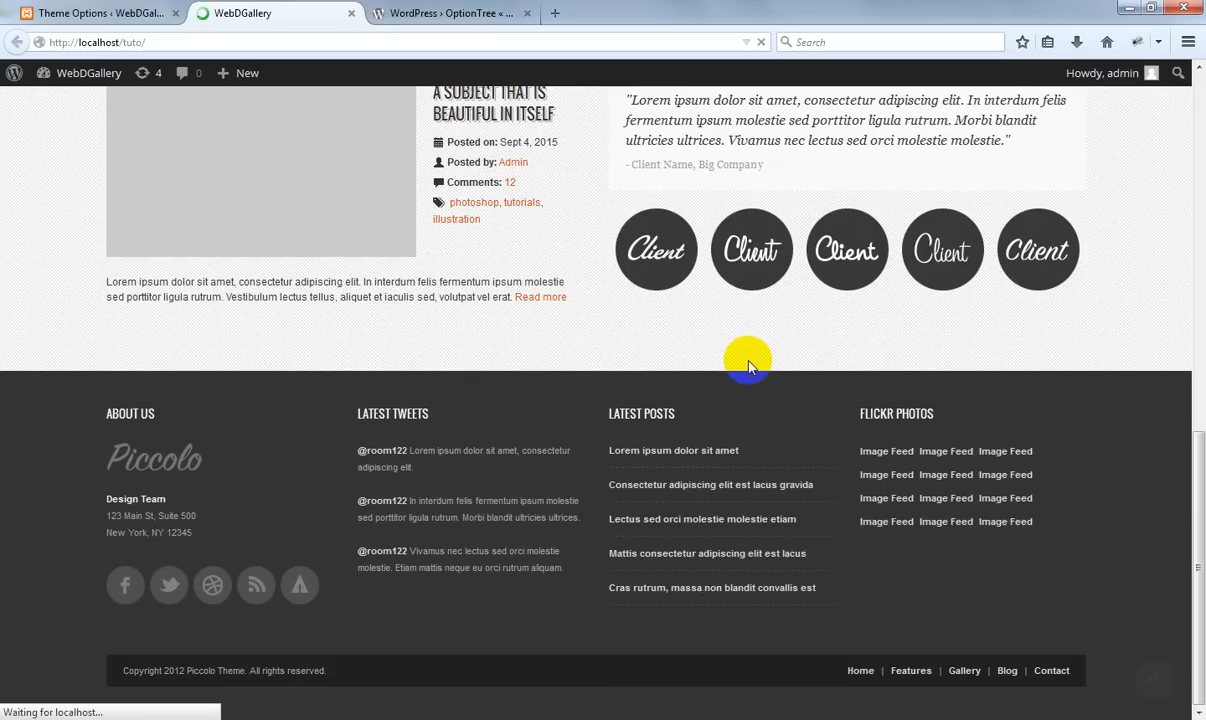 Theme Options ‹ WebDGal...
WebDGallery
WordPress › OptionTree « ...
http://localhost/tuto/
Search
WebDGallery
4
0
New
Howdy, admin
A SUBJECT THAT IS
BEAUTIFUL IN ITSELF
Posted on: Sept 4, 2015
Posted by: Admin
Comments: 12
photoshop, tutorials,
illustration
Lorem ipsum dolor sit amet, consectetur adipiscing elit. In interdum felis fermentum ipsum molestie
sed porttitor ligula rutrum. Vestibulum lectus tellus, aliquet et iaculis sed, volutpat vel erat. Read more
"Lorem ipsum dolor sit amet, consectetur adipiscing elit. In interdum felis
fermentum ipsum molestie sed porttitor ligula rutrum. Morbi blandit
ultricies ultrices. Vivamus nec lectus sed orci molestie molestie."
- Client Name, Big Company
Client Client Client Client Client
ABOUT US
Piccolo
Design Team
123 Main St, Suite 500
New York, NY 12345
LATEST TWEETS
@room122 Lorem ipsum dolor sit amet, consectetur
adipiscing elit.
@room122 In interdum felis fermentum ipsum molestie
sed porttitor ligula rutrum. Morbi blandit ultricies ultrices.
@room122 Vivamus nec lectus sed orci molestie
molestie. Etiam mattis neque eu orci rutrum aliquam.
LATEST POSTS
Lorem ipsum dolor sit amet
Consectetur adipiscing elit est lacus gravida
Lectus sed orci molestie molestie etiam
Mattis consectetur adipiscing elit est lacus
Cras rutrum, massa non blandit convallis est
FLICKR PHOTOS
Image Feed Image Feed Image Feed
Image Feed Image Feed Image Feed
Image Feed Image Feed Image Feed
Image Feed Image Feed Image Feed
Copyright 2012 Piccolo Theme. All rights reserved.
Home | Features | Gallery | Blog | Contact
Waiting for localhost...